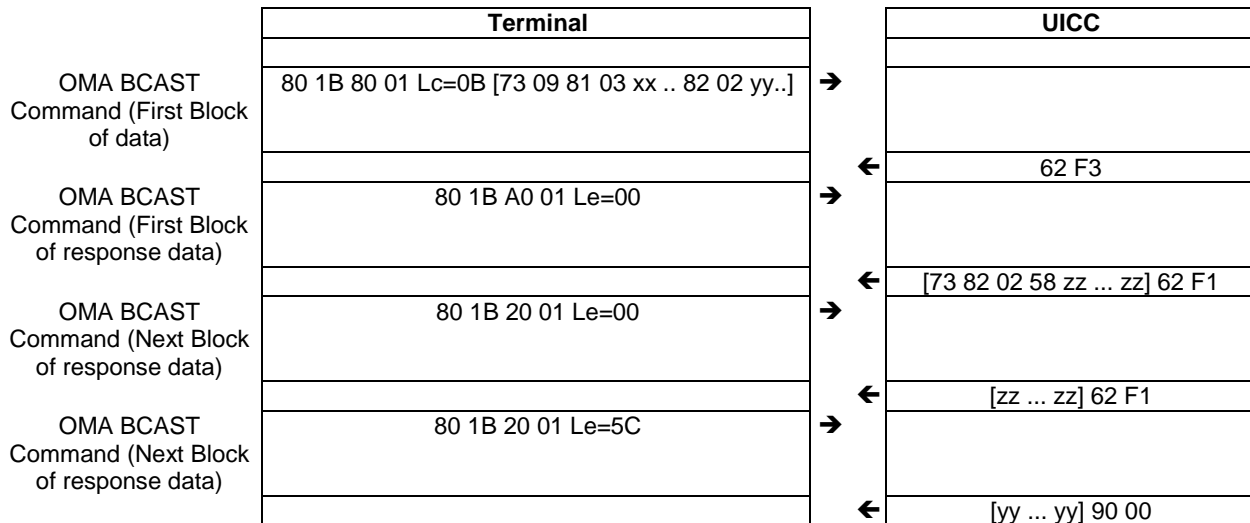 Terminal UICC
OMA BCAST
Command (First Block
of data)
80 1B 80 01 Lc=0B [73 09 81 03 xx .. 82 02 yy..] ➔
🡰 62 F3
OMA BCAST
Command (First Block
of response data)
80 1B A0 01 Le=00 ➔
🡰 [73 82 02 58 zz ... zz] 62 F1
OMA BCAST
Command (Next Block
of response data)
80 1B 20 01 Le=00 ➔
🡰 [zz ... zz] 62 F1
OMA BCAST
Command (Next Block
of response data)
80 1B 20 01 Le=5C ➔
🡰 [yy ... yy] 90 00